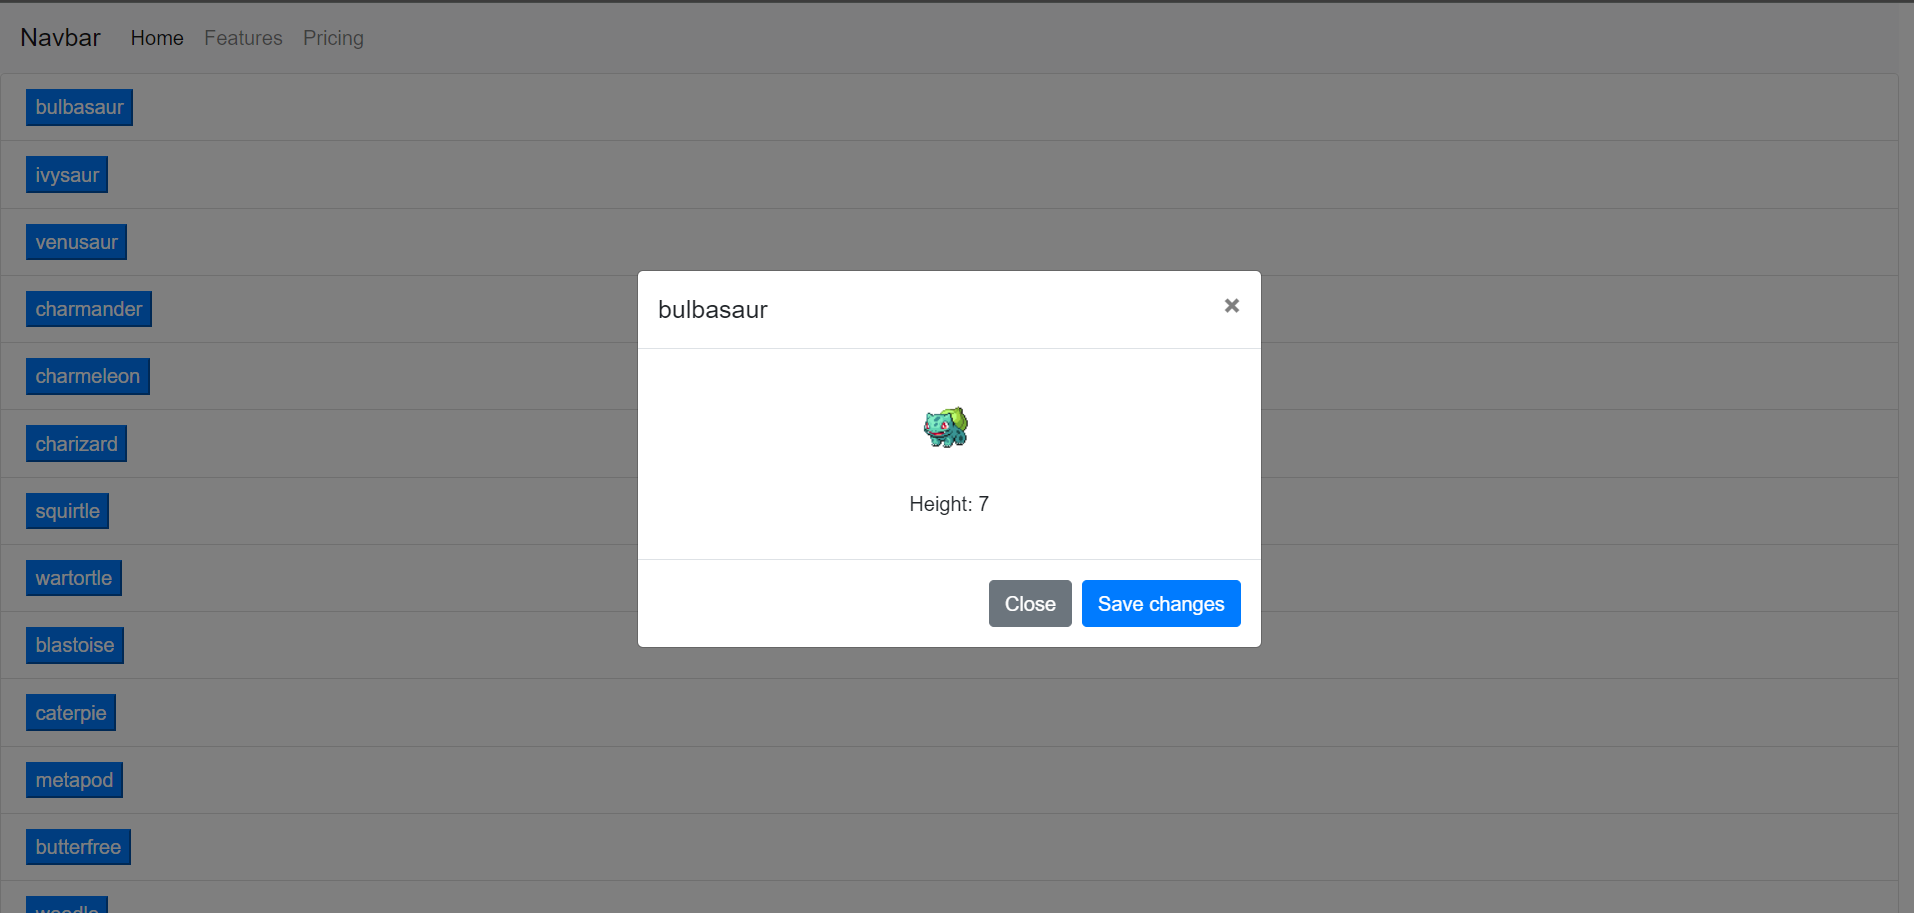 Navbar Home Features Pricing
bulbasaur
ivysaur
venusaur
charmander
charmeleon
charizard
squirtle
wartortle
blastoise
caterpie
metapod
butterfree
weedle
bulbasaur ×
Height: 7
Close Save changes